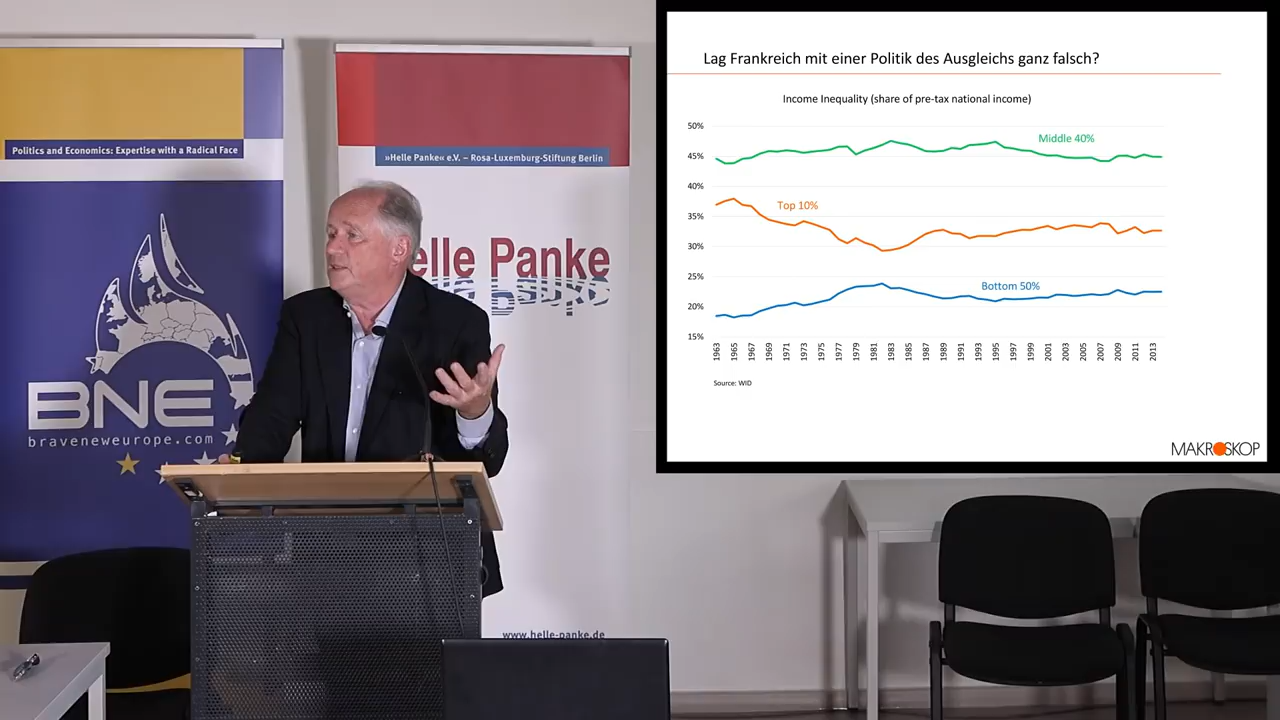 Politics and Economics: Expertise with a Radical Face
BNE
braveneweurope.com
»Helle Panke« e.V. – Rosa-Luxemburg-Stiftung Berlin
elle Panke
www.helle-panke.de
Lag Frankreich mit einer Politik des Ausgleichs ganz falsch?
Income Inequality (share of pre-tax national income)
50%
45%
40%
35%
30%
25%
20%
15%
Middle 40%
Top 10%
Bottom 50%
1963 1965 1967 1969 1971 1973 1975 1977 1979 1981 1983 1985 1987 1989 1991 1993 1995 1997 1999 2001 2003 2005 2007 2009 2011 2013
Source: WID
MAKROSKOP